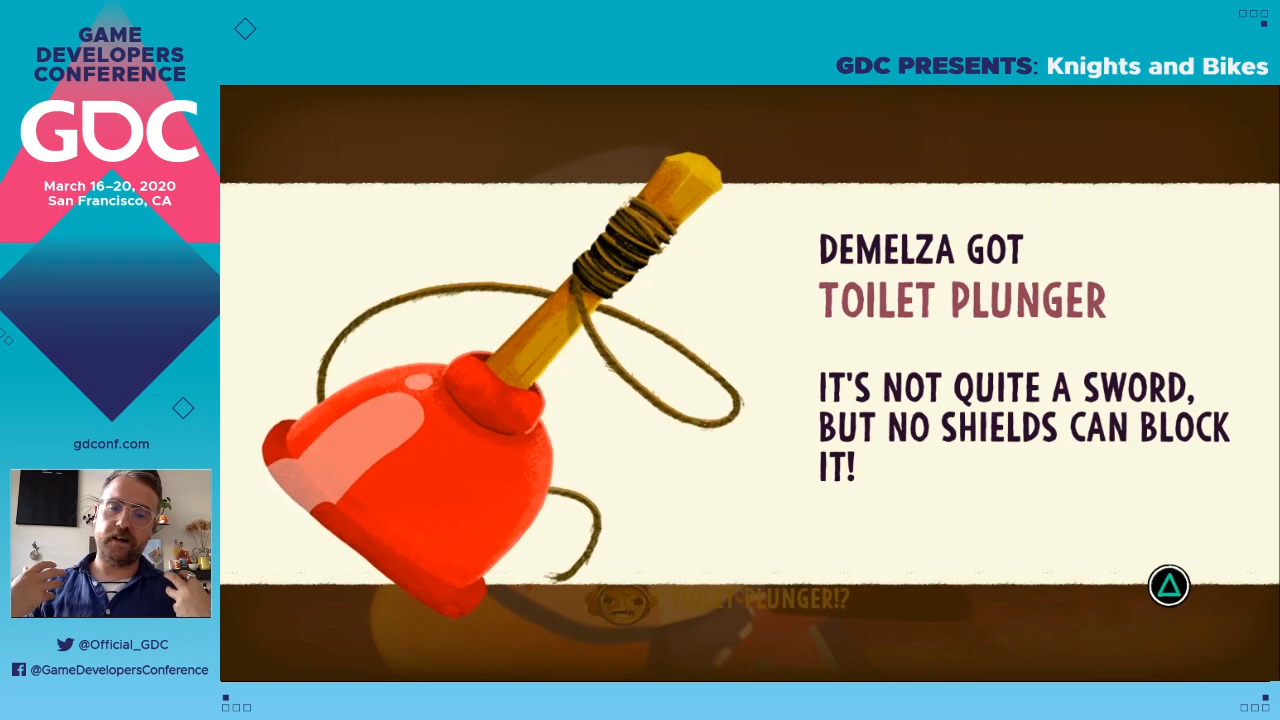 GAME
DEVELOPERS
CONFERENCE
GDC
March 16–20, 2020
San Francisco, CA
gdconf.com
@Official_GDC
@GameDevelopersConference
GDC PRESENTS: Knights and Bikes
DEMELZA GOT
TOILET PLUNGER
IT'S NOT QUITE A SWORD,
BUT NO SHIELDS CAN BLOCK
IT!
PLUNGER!?